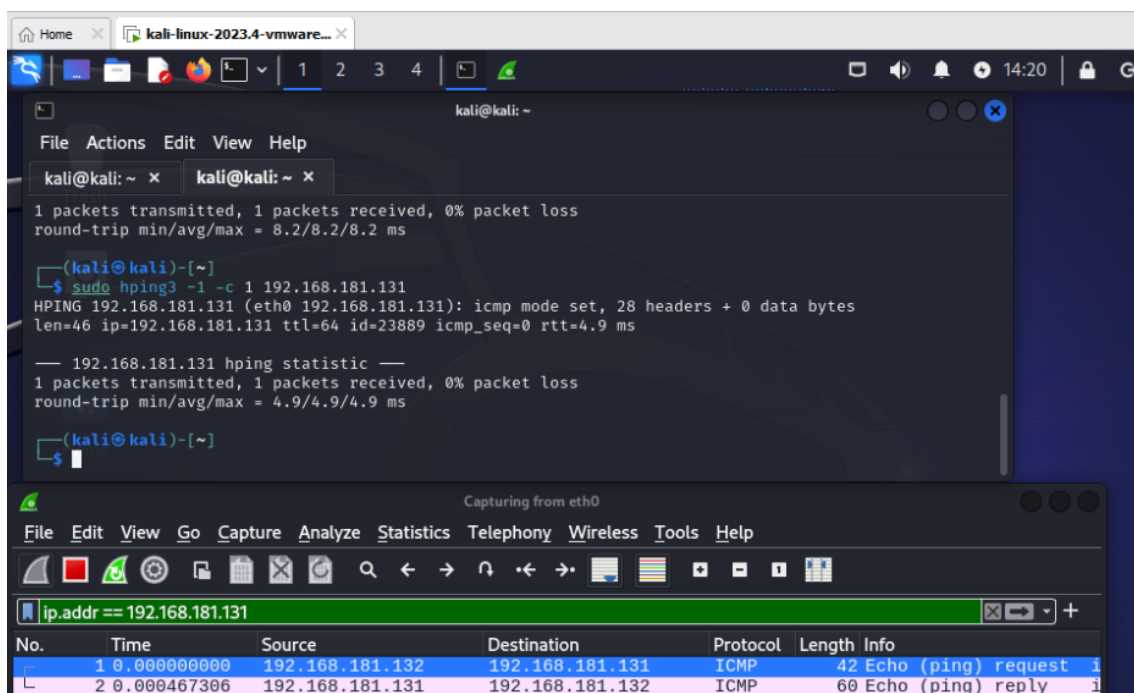 Home × kali-linux-2023.4-vmware... ×
1 2 3 4 14:20 G
kali@kali: ~
File Actions Edit View Help
kali@kali: ~ × kali@kali: ~ ×
1 packets transmitted, 1 packets received, 0% packet loss
round-trip min/avg/max = 8.2/8.2/8.2 ms
┌──(kali㉿kali)-[~]
└─$ sudo hping3 -1 -c 1 192.168.181.131
HPING 192.168.181.131 (eth0 192.168.181.131): icmp mode set, 28 headers + 0 data bytes
len=46 ip=192.168.181.131 ttl=64 id=23889 icmp_seq=0 rtt=4.9 ms
—— 192.168.181.131 hping statistic ——
1 packets transmitted, 1 packets received, 0% packet loss
round-trip min/avg/max = 4.9/4.9/4.9 ms
┌──(kali㉿kali)-[~]
└─$
Capturing from eth0
File Edit View Go Capture Analyze Statistics Telephony Wireless Tools Help
ip.addr == 192.168.181.131
No. Time Source Destination Protocol Length Info
1 0.000000000 192.168.181.132 192.168.181.131 ICMP 42 Echo (ping) request i
2 0.000467306 192.168.181.131 192.168.181.132 ICMP 60 Echo (ping) reply i